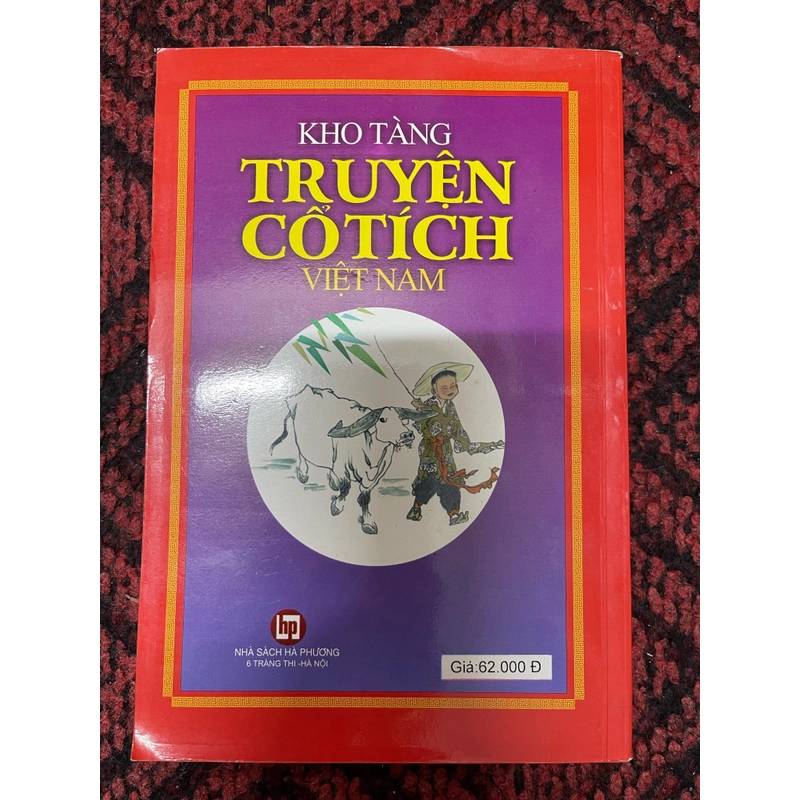 KHO TÀNG
TRUYỆN
CỔ TÍCH
VIỆT NAM
hp
NHÀ SÁCH HÀ PHƯƠNG
6 TRÀNG THI -HÀ NỘI
Giá:62.000 Đ